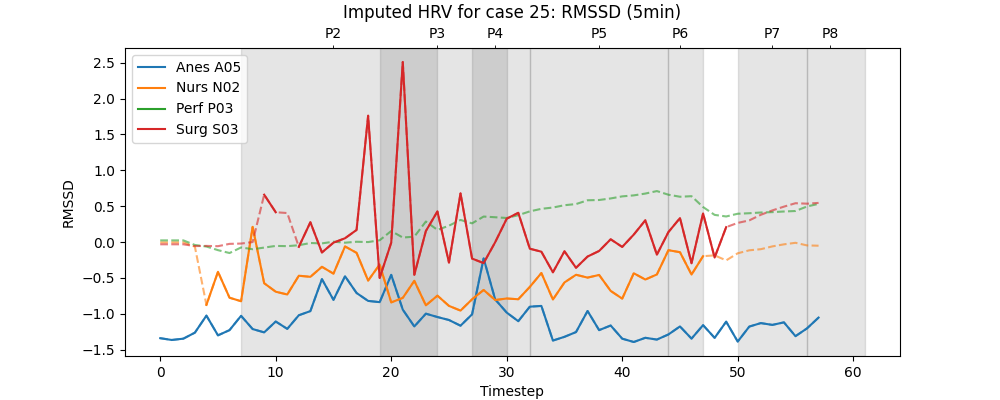 Imputed HRV for case 25: RMSSD (5min)
P2 P3 P4 P5 P6 P7 P8
Anes A05
Nurs N02
Perf P03
Surg S03
RMSSD
2.5
2.0
1.5
1.0
0.5
0.0
−0.5
−1.0
−1.5
0 10 20 30 40 50 60
Timestep